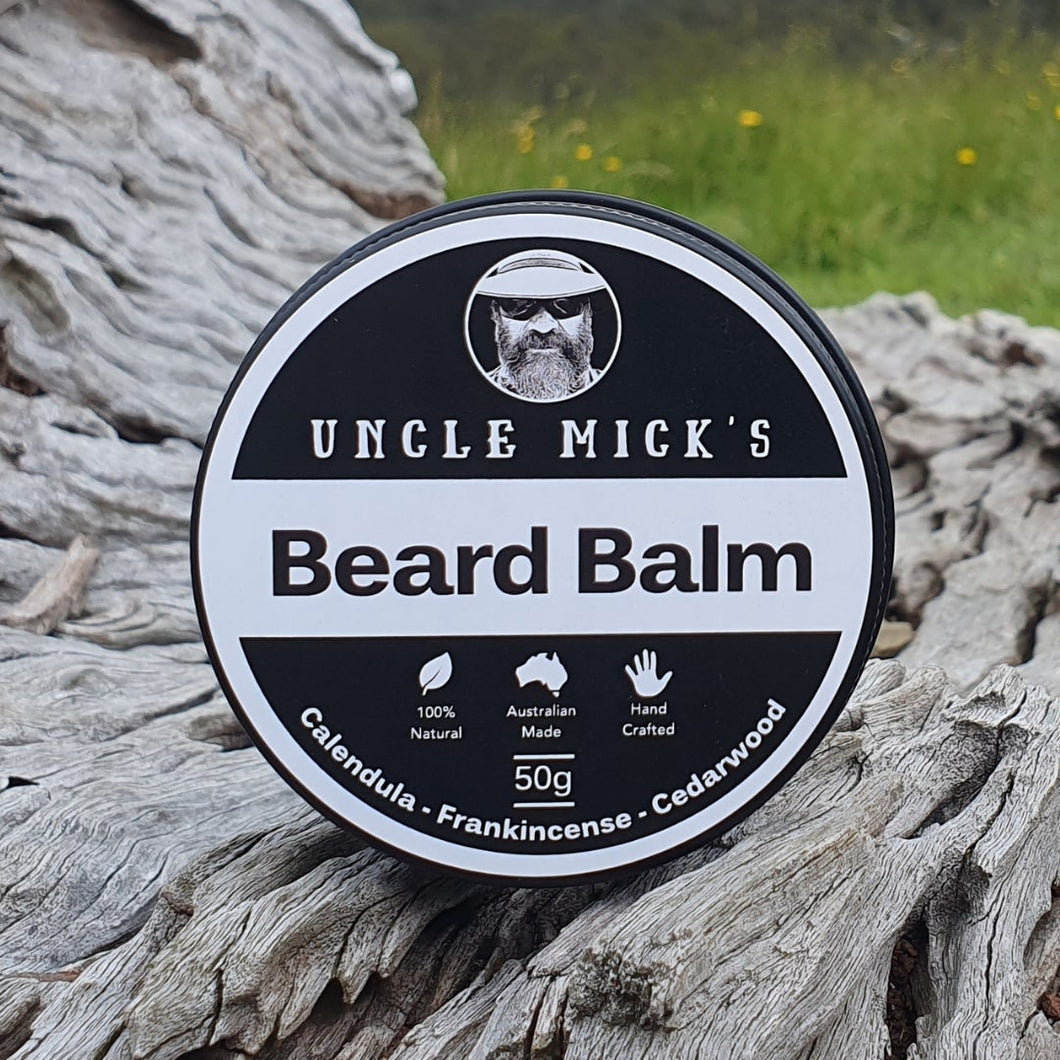 UNCLE MICK'S
Beard Balm
100%
Natural
Australian
Made
Hand
Crafted
50g
Calendula - Frankincense - Cedarwood